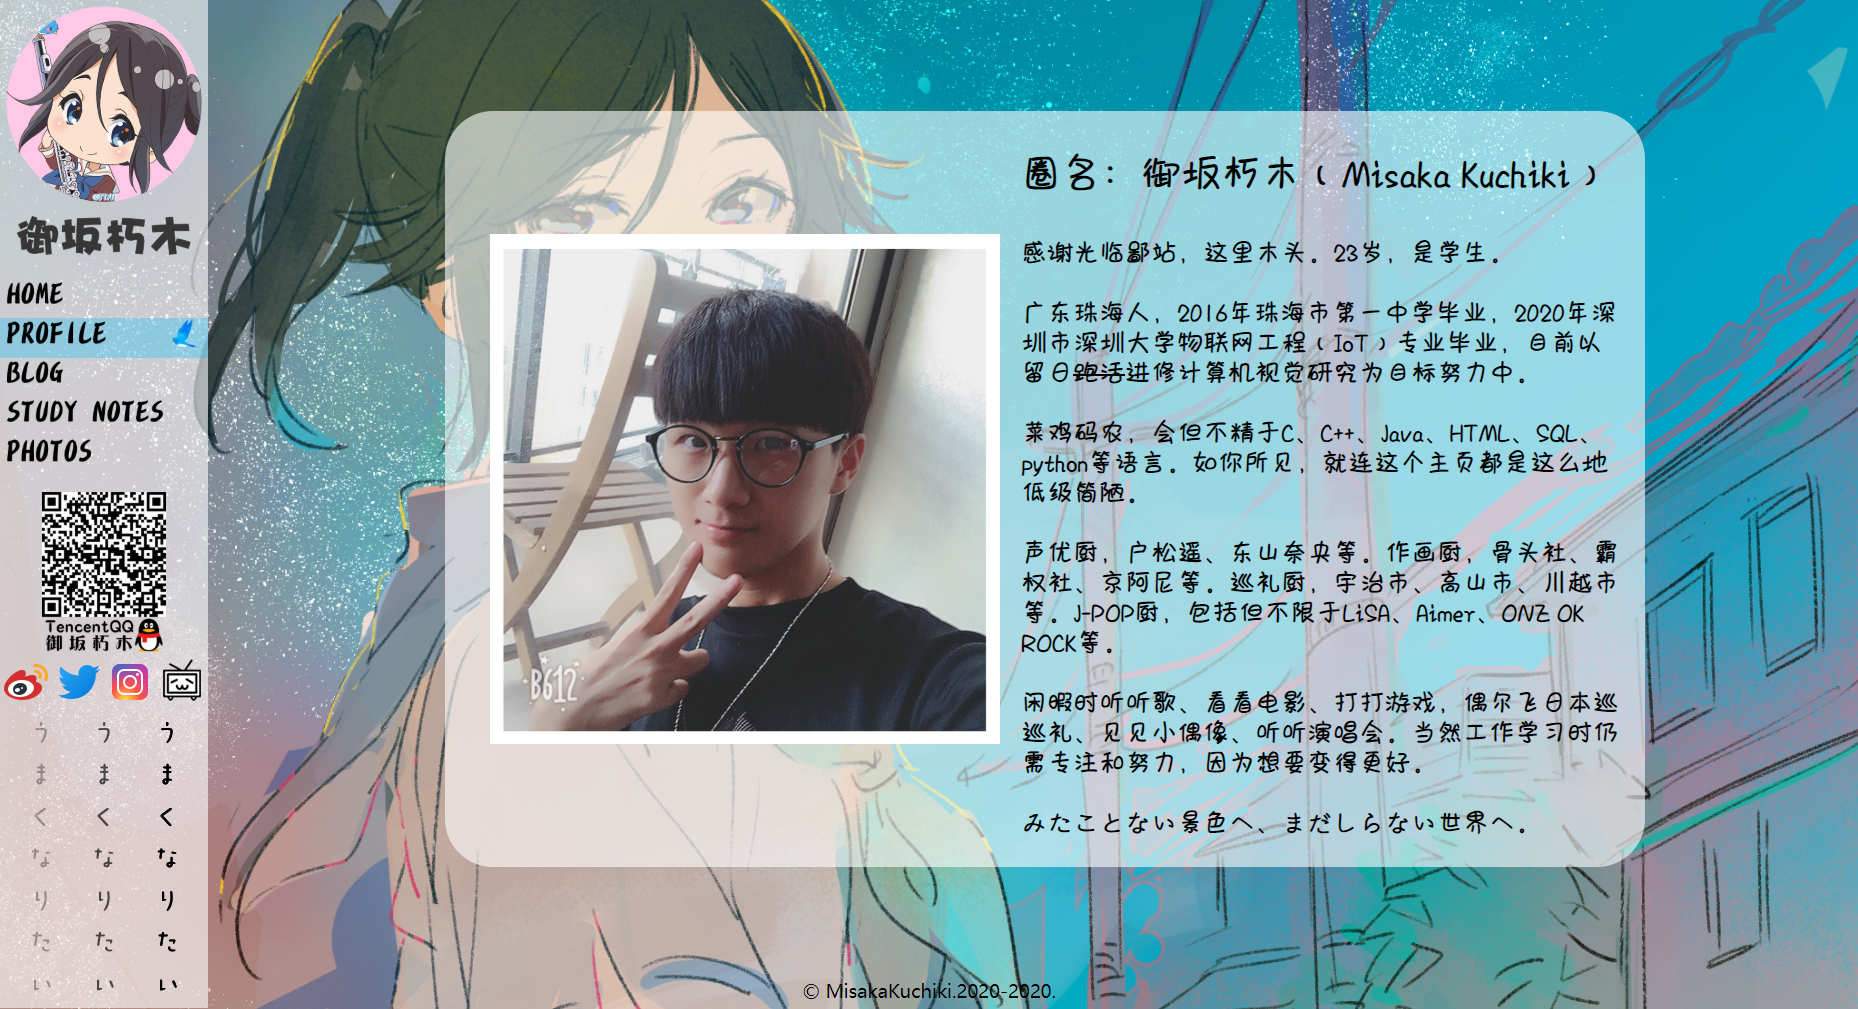 御坂朽木
HOME
PROFILE
BLOG
STUDY NOTES
PHOTOS
TencentQQ
御坂朽木
う う う
ま ま ま
く く く
な な な
り り り
た た た
い い い
圈名：御坂朽木（Misaka Kuchiki）
感谢光临鄙站，这里木头。23岁，是学生。
广东珠海人，2016年珠海市第一中学毕业，2020年深
圳市深圳大学物联网工程（IoT）专业毕业，目前以
留日跑活进修计算机视觉研究为目标努力中。
菜鸡码农，会但不精于C、C++、Java、HTML、SQL、
python等语言。如你所见，就连这个主页都是这么地
低级简陋。
声优厨，户松遥、东山奈央等。作画厨，骨头社、霸
权社、京阿尼等。巡礼厨，宇治市、高山市、川越市
等。J-POP厨，包括但不限于LiSA、Aimer、ONE OK
ROCK等。
闲暇时听听歌、看看电影、打打游戏，偶尔飞日本巡
巡礼、见见小偶像、听听演唱会。当然工作学习时仍
需专注和努力，因为想要变得更好。
みたことない景色へ、まだしらない世界へ。
B612
© MisakaKuchiki.2020-2020.